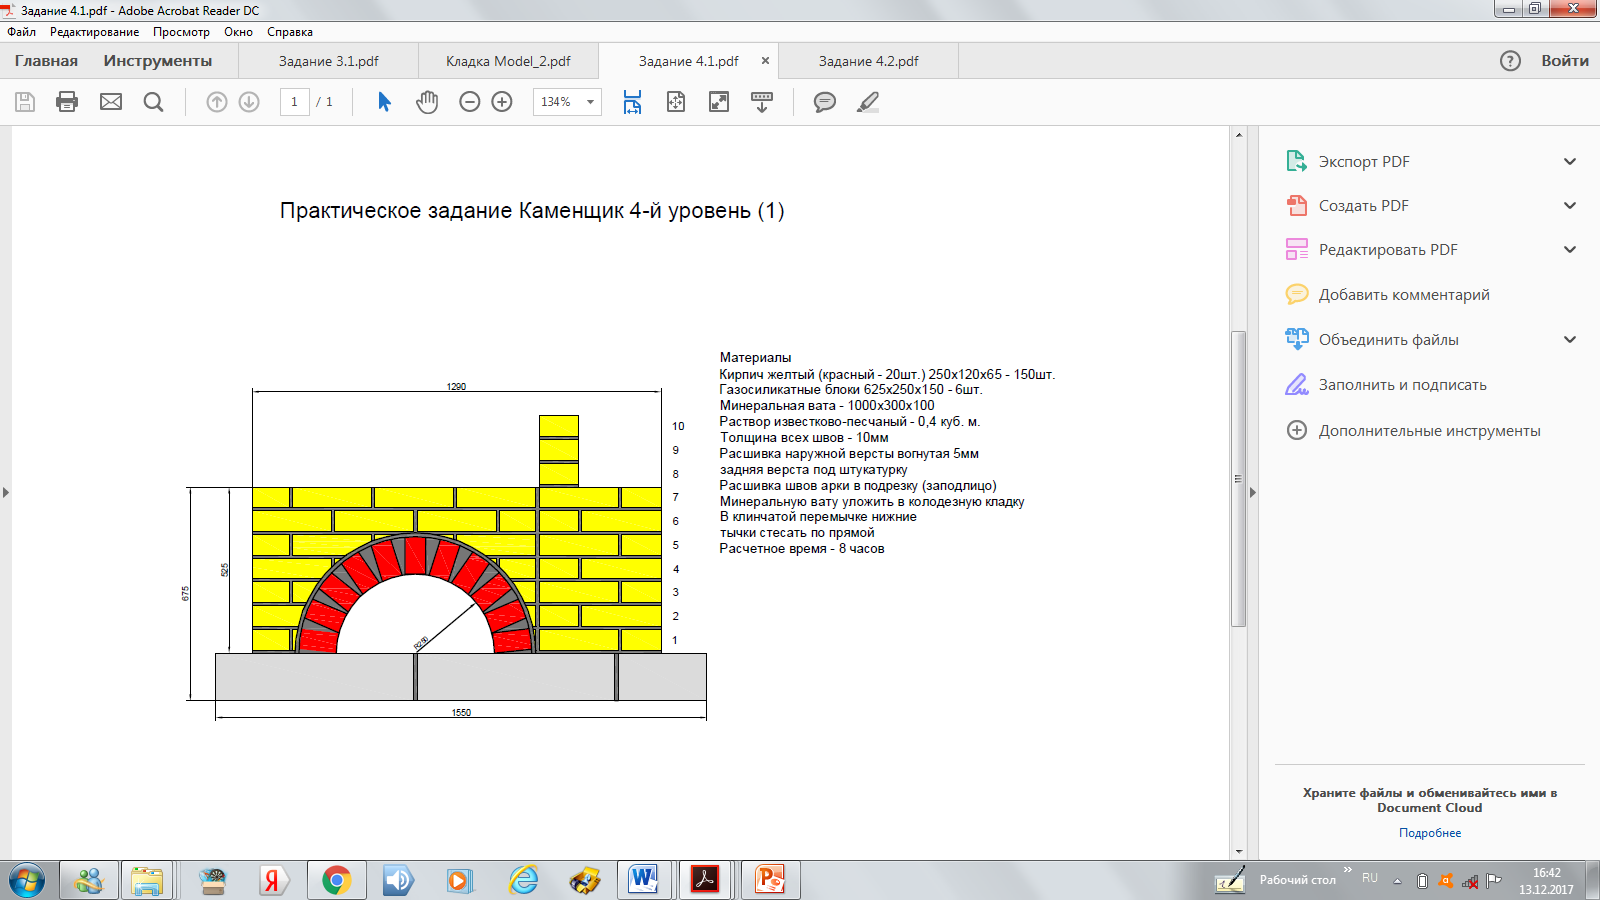 Задание 4.1.pdf - Adobe Acrobat Reader DC
Файл Редактирование Просмотр Окно Справка
Главная Инструменты Задание 3.1.pdf Кладка Model_2.pdf Задание 4.1.pdf × Задание 4.2.pdf ? Войти
1 / 1 134%
Практическое задание Каменщик 4-й уровень (1)
Материалы
Кирпич желтый (красный - 20шт.) 250x120x65 - 150шт.
Газосиликатные блоки 625x250x150 - 6шт.
Минеральная вата - 1000x300x100
Раствор известково-песчаный - 0,4 куб. м.
Толщина всех швов - 10мм
Расшивка наружной версты вогнутая 5мм
задняя верста под штукатурку
Расшивка швов арки в подрезку (заподлицо)
Минеральную вату уложить в колодезную кладку
В клинчатой перемычке нижние
тычки стесать по прямой
Расчетное время - 8 часов
1290
10
9
8
7
6
5
4
3
2
1
675
525
R250
1550
Экспорт PDF
Создать PDF
Редактировать PDF
Добавить комментарий
Объединить файлы
Заполнить и подписать
Дополнительные инструменты
Храните файлы и обменивайтесь ими в
Document Cloud
Подробнее
Рабочий стол » RU 16:42
13.12.2017